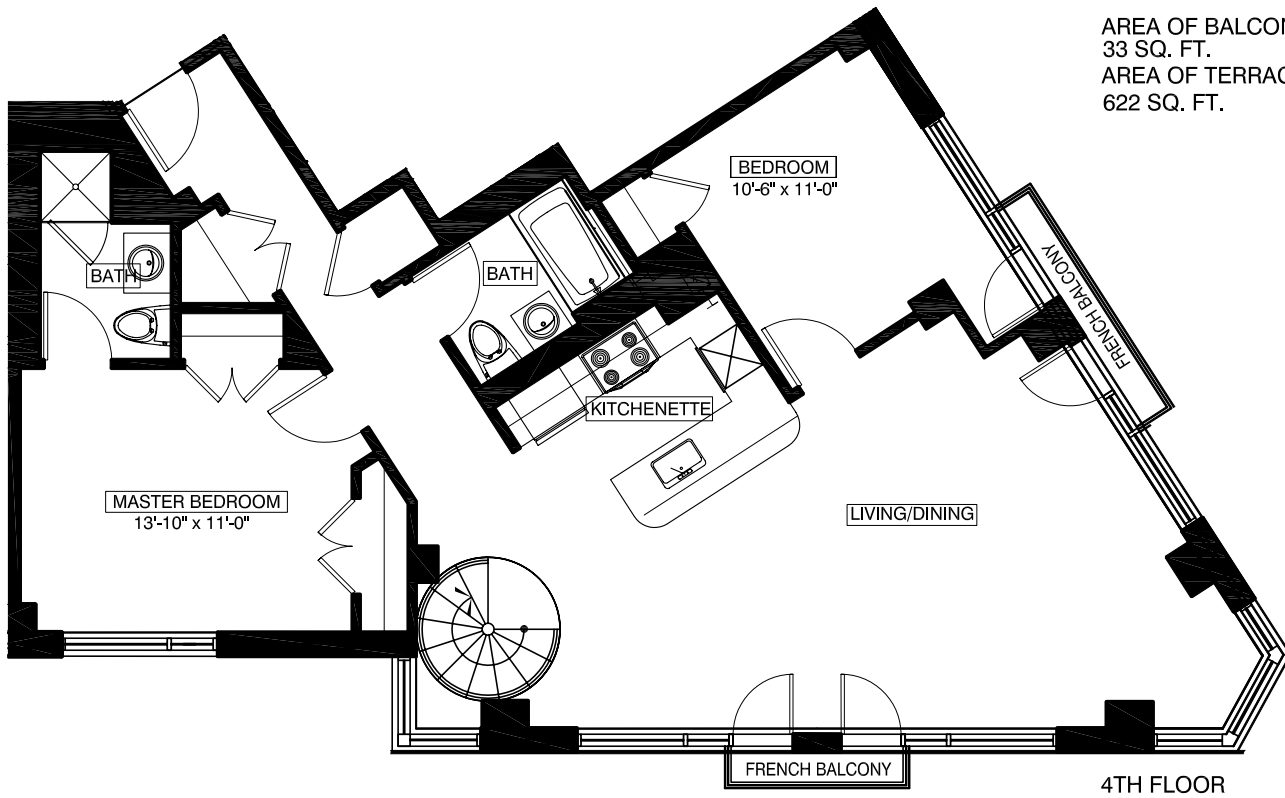 AREA OF BALCON
33 SQ. FT.
AREA OF TERRAC
622 SQ. FT.
BEDROOM
10'-6" x 11'-0"
FRENCH BALCONY
BATH
BATH
KITCHENETTE
MASTER BEDROOM
13'-10" x 11'-0"
LIVING/DINING
FRENCH BALCONY
4TH FLOOR